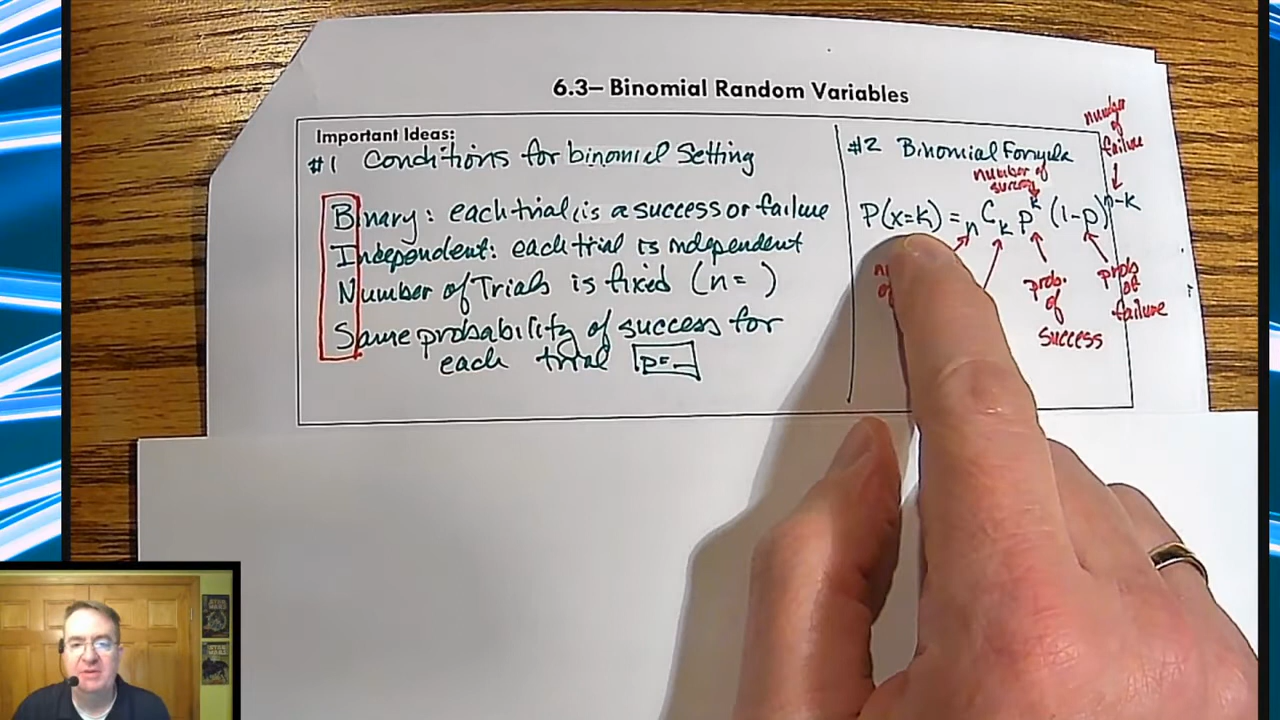 6.3– Binomial Random Variables
Important Ideas:
#1 Conditions for binomial Setting
Binary: each trial is a success or failure
Independent: each trial is independent
Number of Trials is fixed (n= )
Same probability of success for
each trial p=_
#2 Binomial Formula
number of
P(x=k) = nCk p^k (1-p)^n-k
number
of
failure
prob.
of
success
prob
of
failure
STAR
WARS